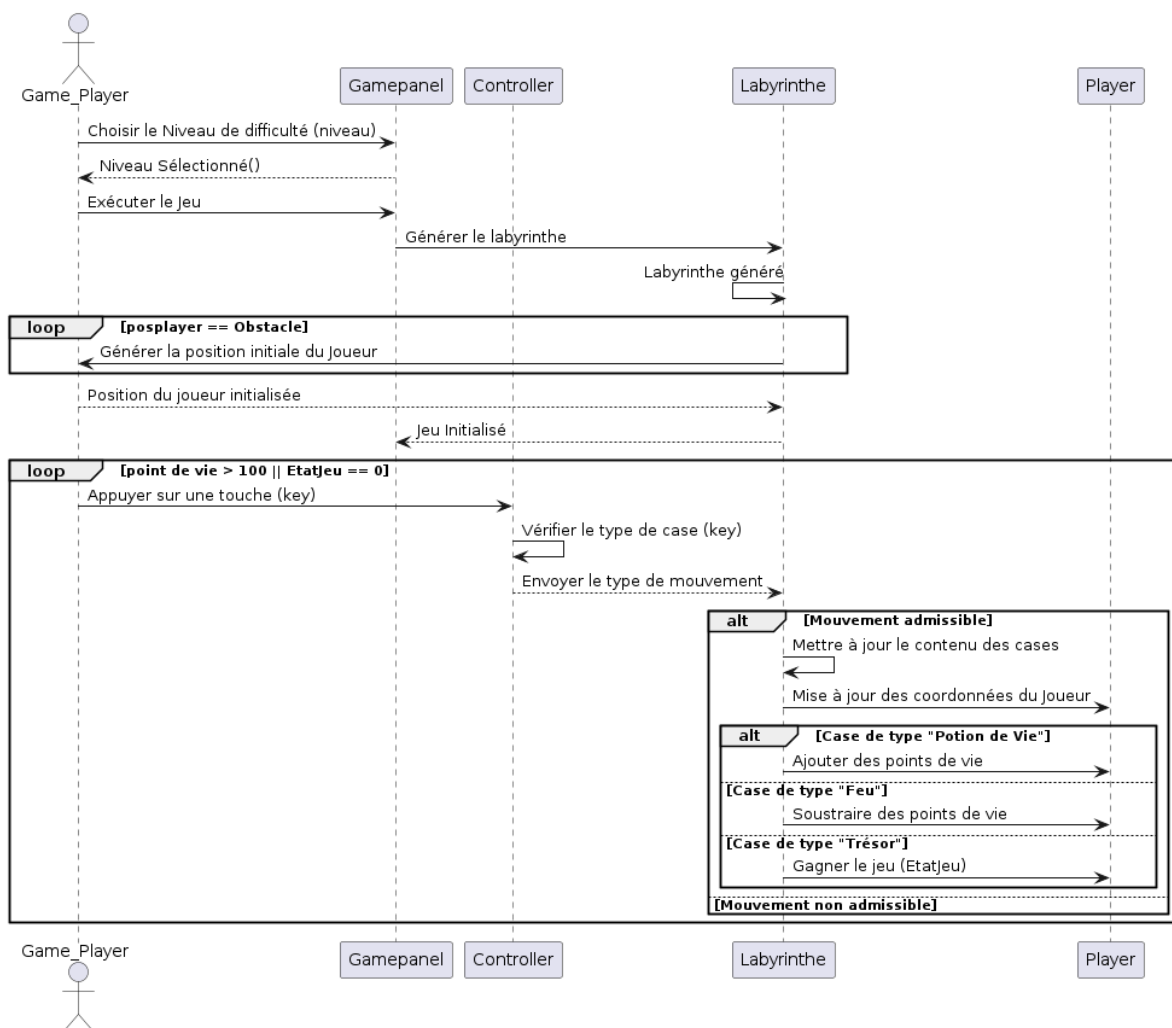 Game_Player
Gamepanel
Controller
Labyrinthe
Player
Choisir le Niveau de difficulté (niveau)
Niveau Sélectionné()
Exécuter le Jeu
Générer le labyrinthe
Labyrinthe généré
loop [posplayer == Obstacle]
Générer la position initiale du Joueur
Position du joueur initialisée
Jeu Initialisé
loop [point de vie > 100 || EtatJeu == 0]
Appuyer sur une touche (key)
Vérifier le type de case (key)
Envoyer le type de mouvement
alt [Mouvement admissible]
Mettre à jour le contenu des cases
Mise à jour des coordonnées du Joueur
alt [Case de type "Potion de Vie"]
Ajouter des points de vie
[Case de type "Feu"]
Soustraire des points de vie
[Case de type "Trésor"]
Gagner le jeu (EtatJeu)
[Mouvement non admissible]
Game_Player
Gamepanel
Controller
Labyrinthe
Player